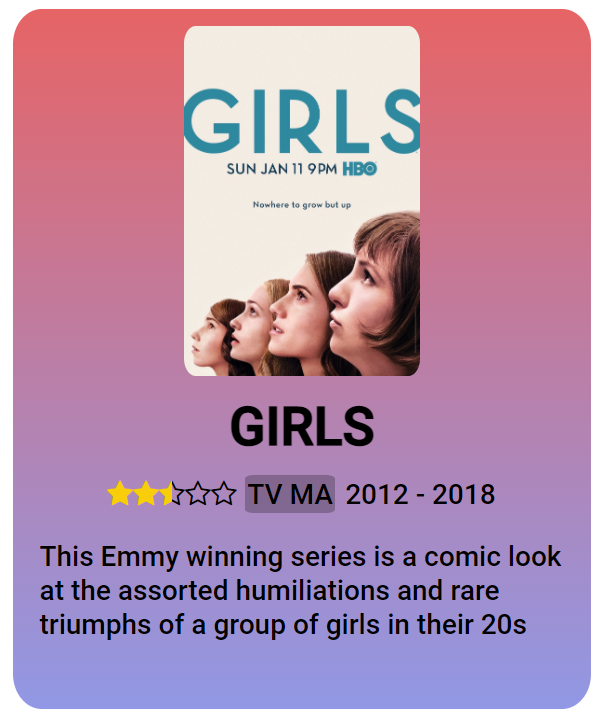 GIRLS
SUN JAN 11 9PM HBO
Nowhere to grow but up
GIRLS
TV MA 2012 - 2018
This Emmy winning series is a comic look
at the assorted humiliations and rare
triumphs of a group of girls in their 20s